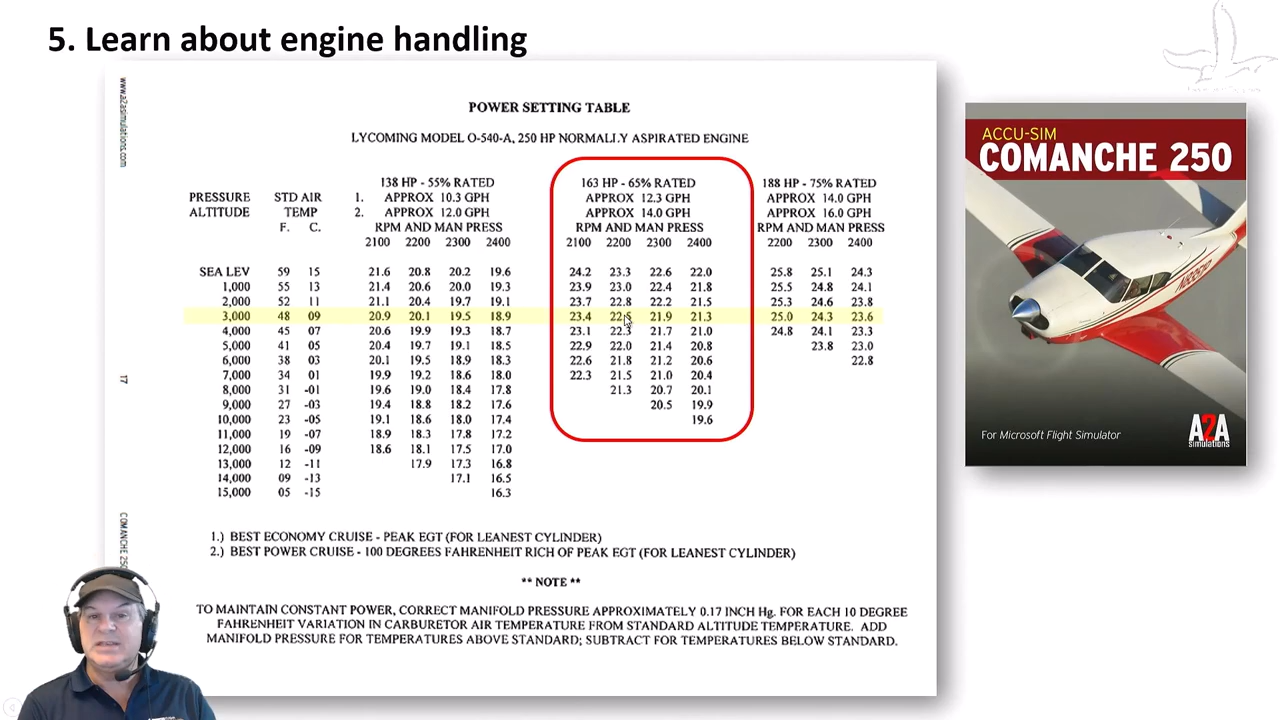 5. Learn about engine handling
www.a2asimulations.com
POWER SETTING TABLE
LYCOMING MODEL O-540-A, 250 HP NORMALLY ASPIRATED ENGINE
138 HP - 55% RATED 163 HP - 65% RATED 188 HP - 75% RATED
PRESSURE STD AIR 1. APPROX 10.3 GPH APPROX 12.3 GPH APPROX 14.0 GPH
ALTITUDE TEMP 2. APPROX 12.0 GPH APPROX 14.0 GPH APPROX 16.0 GPH
F. C. RPM AND MAN PRESS RPM AND MAN PRESS RPM AND MAN PRESS
2100 2200 2300 2400 2100 2200 2300 2400 2200 2300 2400
SEA LEV 59 15 21.6 20.8 20.2 19.6 24.2 23.3 22.6 22.0 25.8 25.1 24.3
1,000 55 13 21.4 20.6 20.0 19.3 23.9 23.0 22.4 21.8 25.5 24.8 24.1
2,000 52 11 21.1 20.4 19.7 19.1 23.7 22.8 22.2 21.5 25.3 24.6 23.8
3,000 48 09 20.9 20.1 19.5 18.9 23.4 21.9 21.3 25.0 24.3 23.6
4,000 45 07 20.6 19.9 19.3 18.7 23.1 22.3 21.7 21.0 24.8 24.1 23.3
5,000 41 05 20.4 19.7 19.1 18.5 22.9 22.0 21.4 20.8 23.8 23.0
6,000 38 03 20.1 19.5 18.9 18.3 22.6 21.8 21.2 20.6 22.8
7,000 34 01 19.9 19.2 18.6 18.0 22.3 21.5 21.0 20.4
8,000 31 -01 19.6 19.0 18.4 17.8 21.3 20.7 20.1
9,000 27 -03 19.4 18.8 18.2 17.6 20.5 19.9
10,000 23 -05 19.1 18.6 18.0 17.4 19.6
11,000 19 -07 18.9 18.3 17.8 17.2
12,000 16 -09 18.6 18.1 17.5 17.0
13,000 12 -11 17.9 17.3 16.8
14,000 09 -13 17.1 16.5
15,000 05 -15 16.3
1.) BEST ECONOMY CRUISE - PEAK EGT (FOR LEANEST CYLINDER)
2.) BEST POWER CRUISE - 100 DEGREES FAHRENHEIT RICH OF PEAK EGT (FOR LEANEST CYLINDER)
** NOTE **
TO MAINTAIN CONSTANT POWER, CORRECT MANIFOLD PRESSURE APPROXIMATELY 0.17 INCH Hg. FOR EACH 10 DEGREE
FAHRENHEIT VARIATION IN CARBURETOR AIR TEMPERATURE FROM STANDARD ALTITUDE TEMPERATURE. ADD
MANIFOLD PRESSURE FOR TEMPERATURES ABOVE STANDARD; SUBTRACT FOR TEMPERATURES BELOW STANDARD.
17
COMANCHE 250
ACCU-SIM
COMANCHE 250
For Microsoft Flight Simulator
A2A
simulations